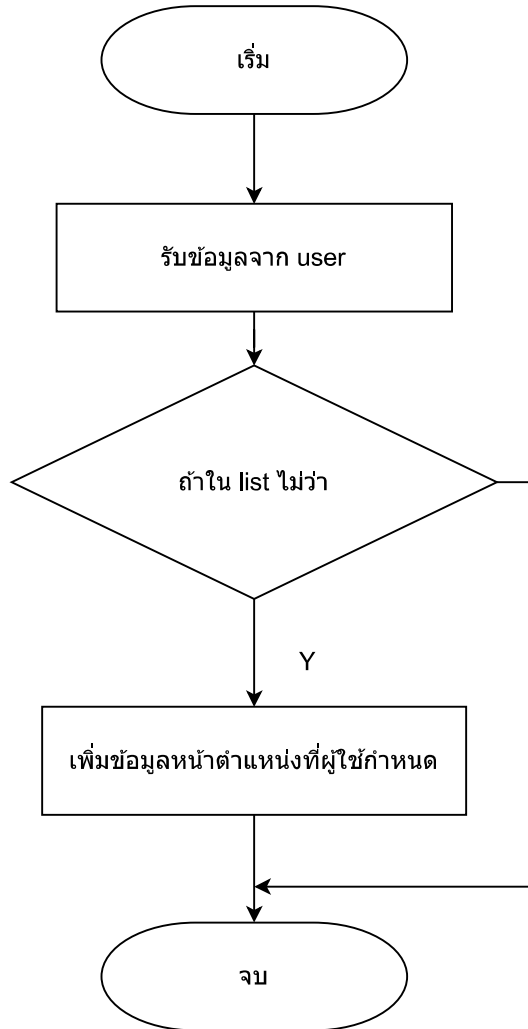 เริ่ม
รับข้อมูลจาก user
ถ้าใน list ไม่ว่า
Y
เพิ่มข้อมูลหน้าตำแหน่งที่ผู้ใช้กำหนด
จบ